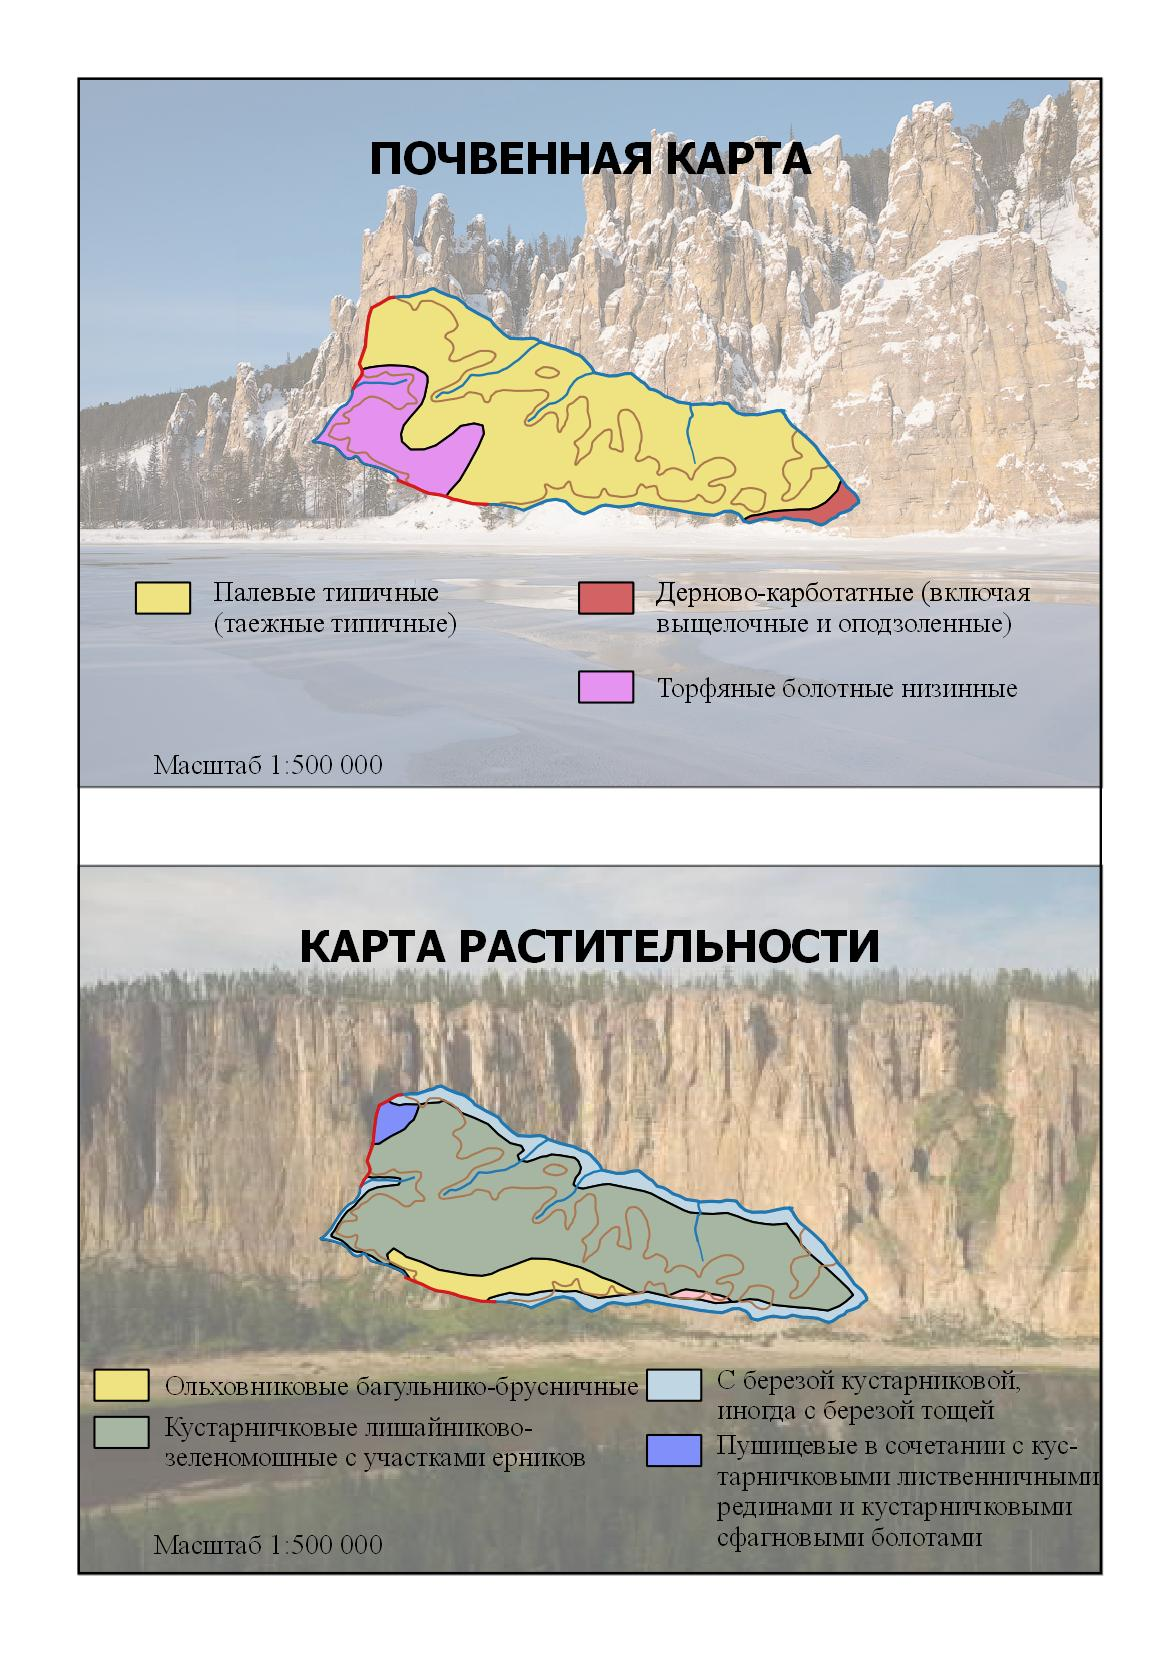 ПОЧВЕННАЯ КАРТА
Палевые типичные
(таежные типичные)
Дерново-карботатные (включая
выщелочные и оподзоленные)
Торфяные болотные низинные
Масштаб 1:500 000
КАРТА РАСТИТЕЛЬНОСТИ
Ольховниковые багульнико-брусничные
Кустарничковые лишайниково-
зеленомошные с участками ерников
С березой кустарниковой,
иногда с березой тощей
Пушицевые в сочетании с кус-
тарничковыми лиственничными
рединами и кустарничковыми
сфагновыми болотами
Масштаб 1:500 000